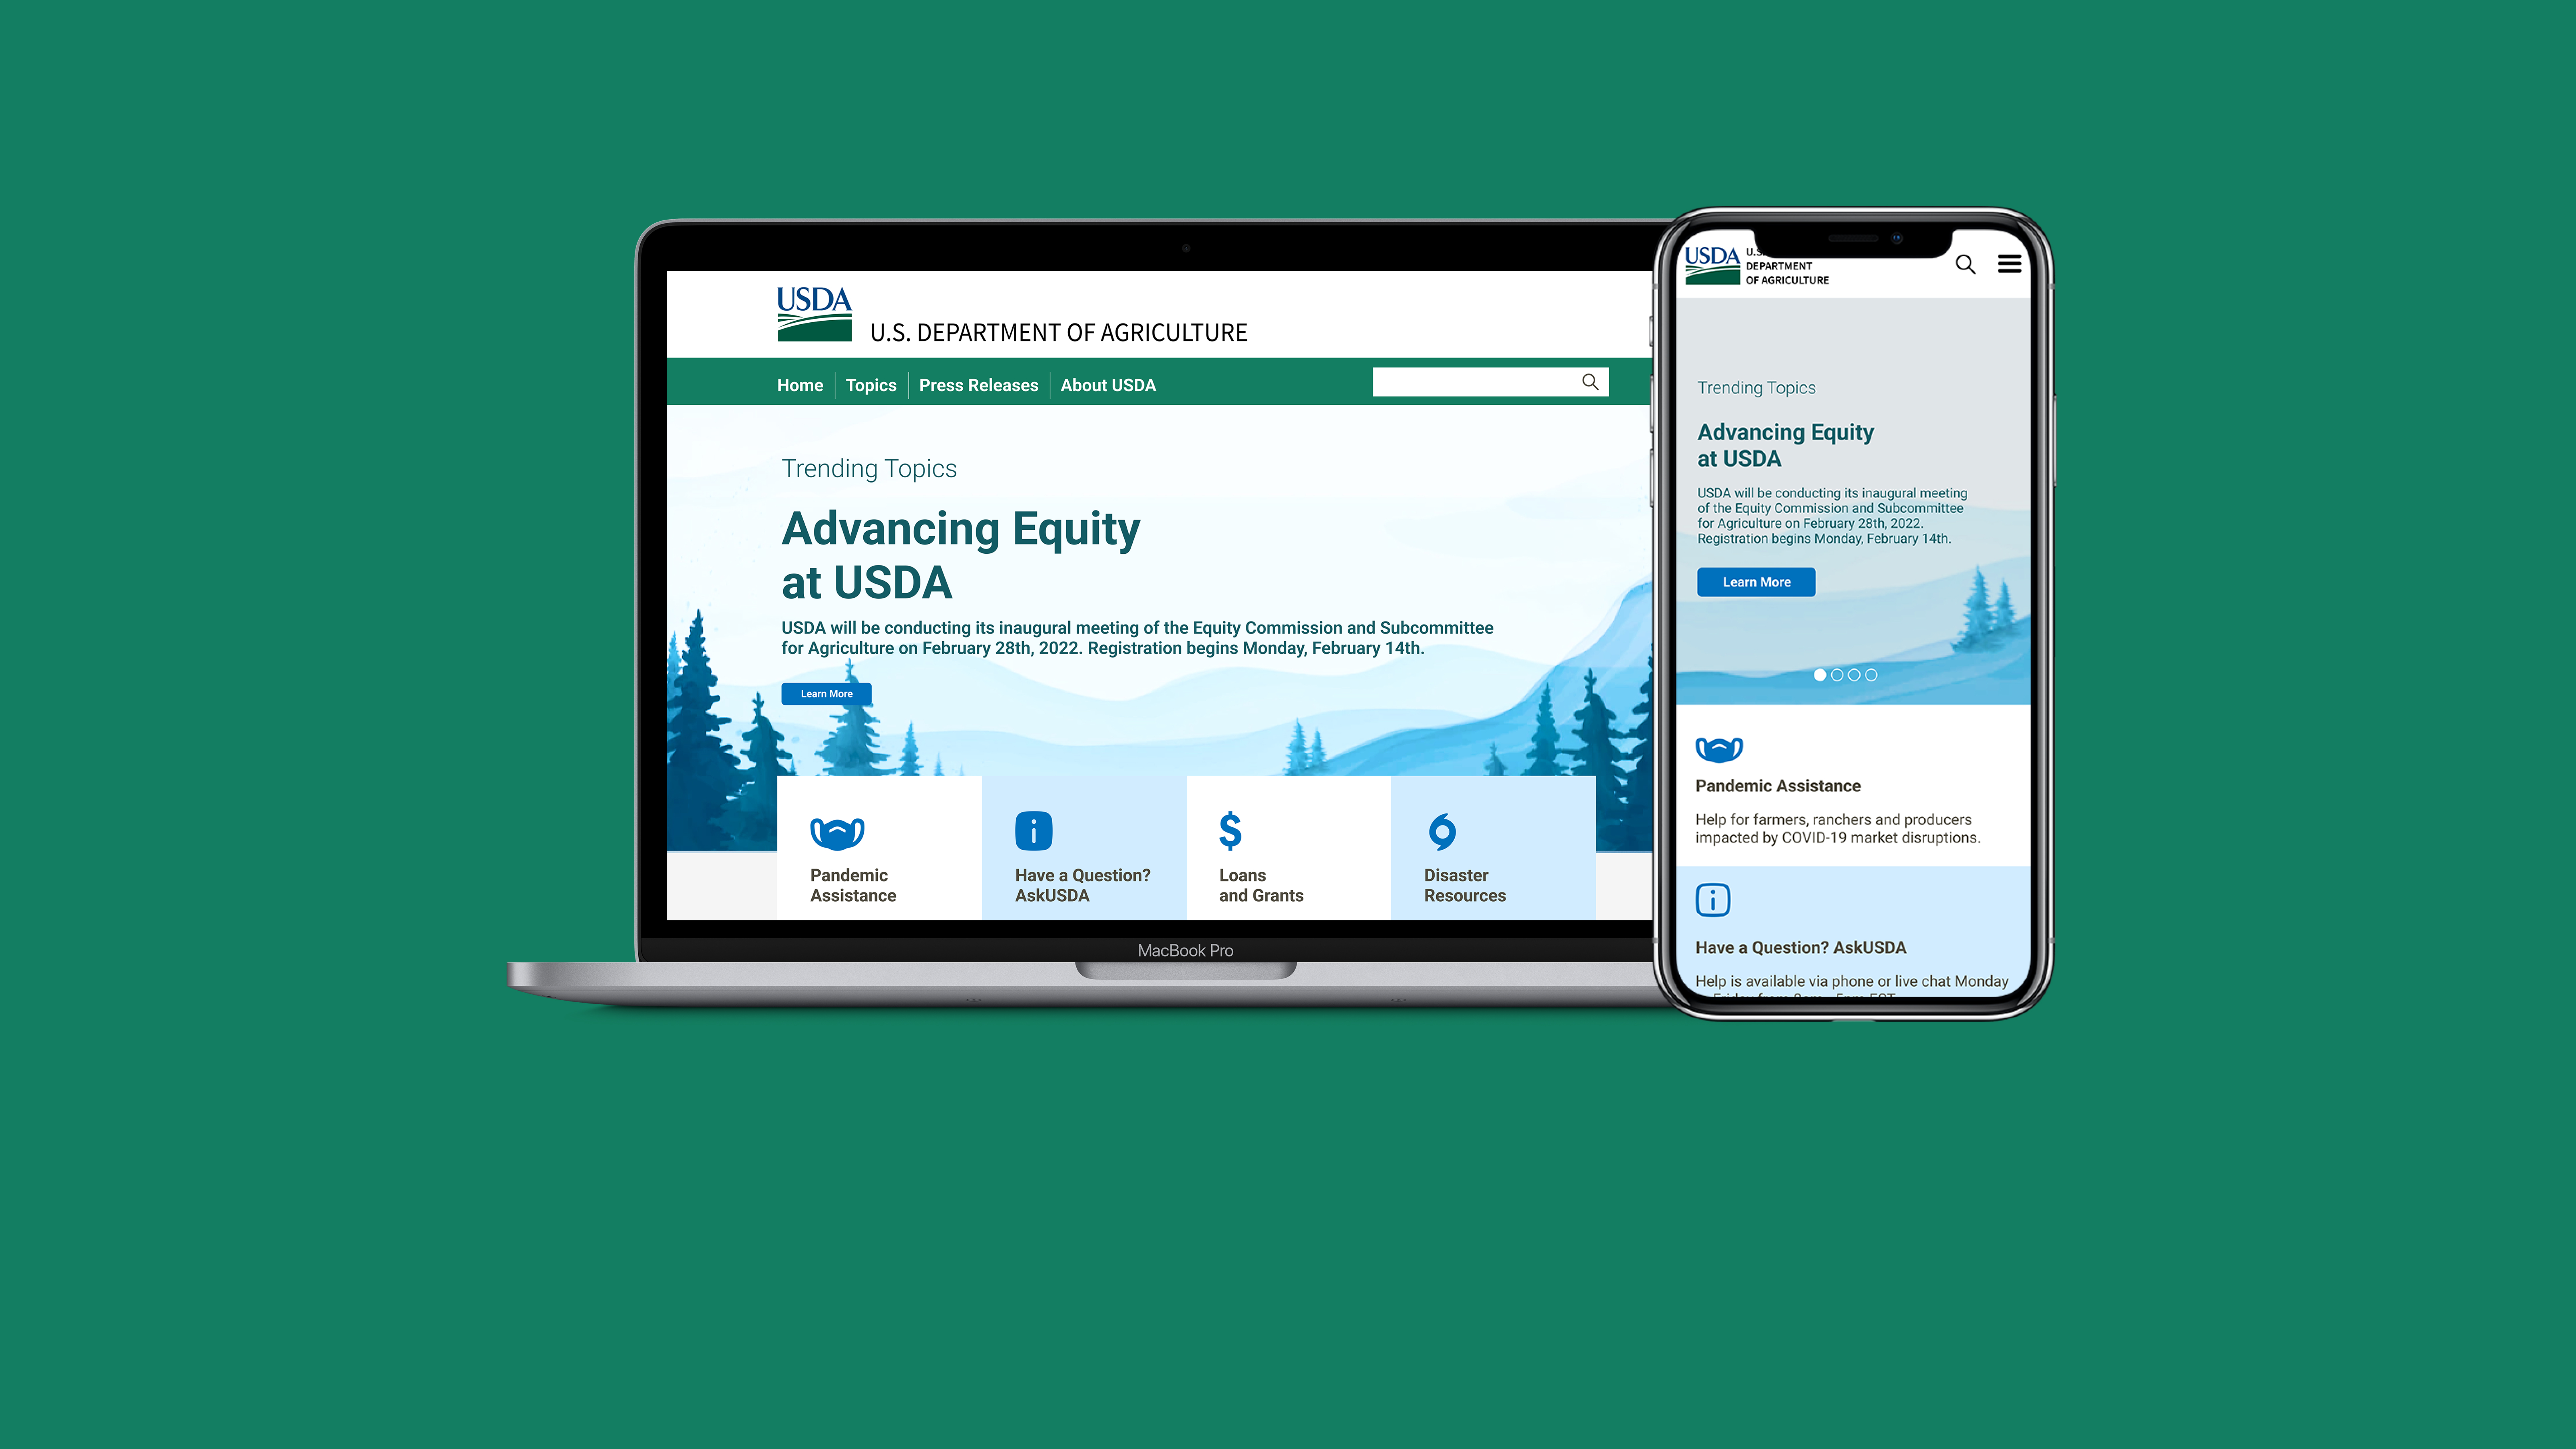 USDA
U.S. DEPARTMENT OF AGRICULTURE
Home
Topics
Press Releases
About USDA
Trending Topics
Advancing Equity
at USDA
USDA will be conducting its inaugural meeting of the Equity Commission and Subcommittee
for Agriculture on February 28th, 2022. Registration begins Monday, February 14th.
Learn More
Pandemic
Assistance
Have a Question?
AskUSDA
Loans
and Grants
Disaster
Resources
MacBook Pro
USDA
U.S.
DEPARTMENT
OF AGRICULTURE
Trending Topics
Advancing Equity
at USDA
USDA will be conducting its inaugural meeting
of the Equity Commission and Subcommittee
for Agriculture on February 28th, 2022.
Registration begins Monday, February 14th.
Learn More
Pandemic Assistance
Help for farmers, ranchers and producers
impacted by COVID-19 market disruptions.
Have a Question? AskUSDA
Help is available via phone or live chat Monday